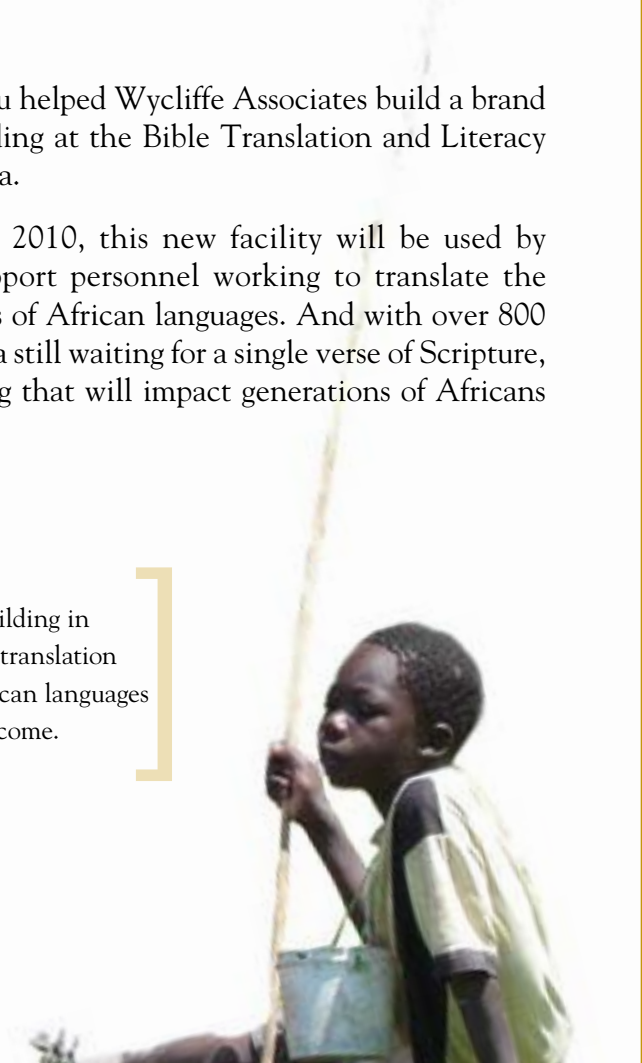 u helped Wycliffe Associates build a brand
ling at the Bible Translation and Literacy
a.
2010, this new facility will be used by
pport personnel working to translate the
s of African languages. And with over 800
a still waiting for a single verse of Scripture,
g that will impact generations of Africans
ilding in
translation
ican languages
come.